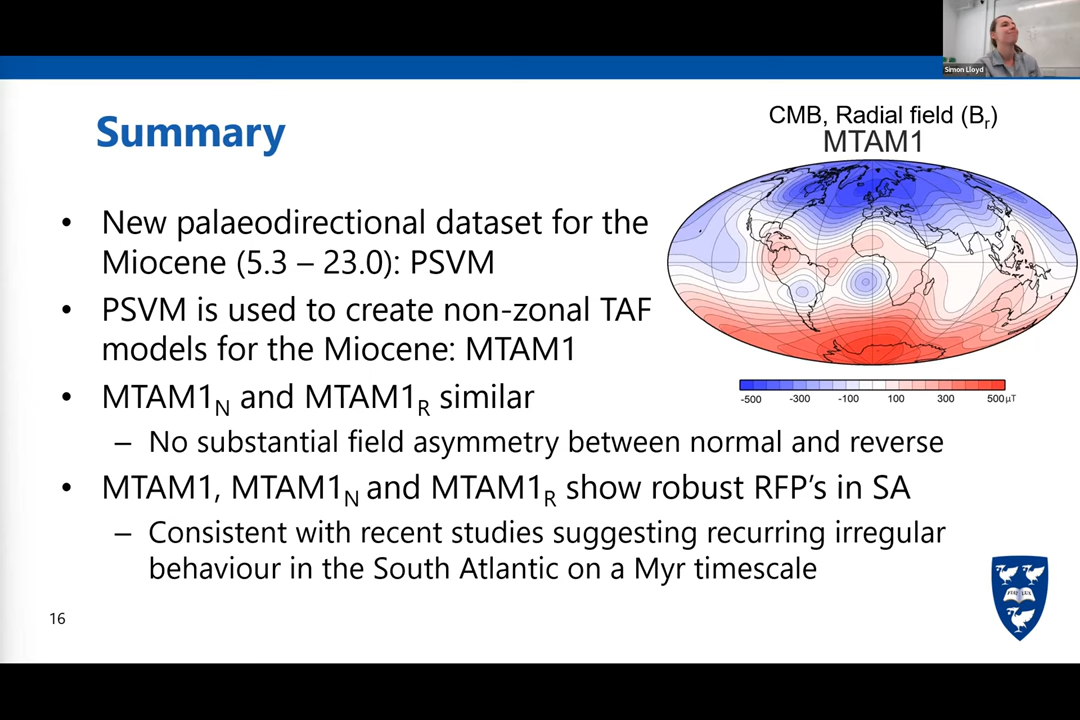 Simon Lloyd
Summary
CMB, Radial field (Br)
MTAM1
• New palaeodirectional dataset for the
Miocene (5.3 – 23.0): PSVM
• PSVM is used to create non-zonal TAF
models for the Miocene: MTAM1
• MTAM1N and MTAM1R similar
– No substantial field asymmetry between normal and reverse
• MTAM1, MTAM1N and MTAM1R show robust RFP's in SA
– Consistent with recent studies suggesting recurring irregular
behaviour in the South Atlantic on a Myr timescale
-500 -300 -100 100 300 500 µT
16